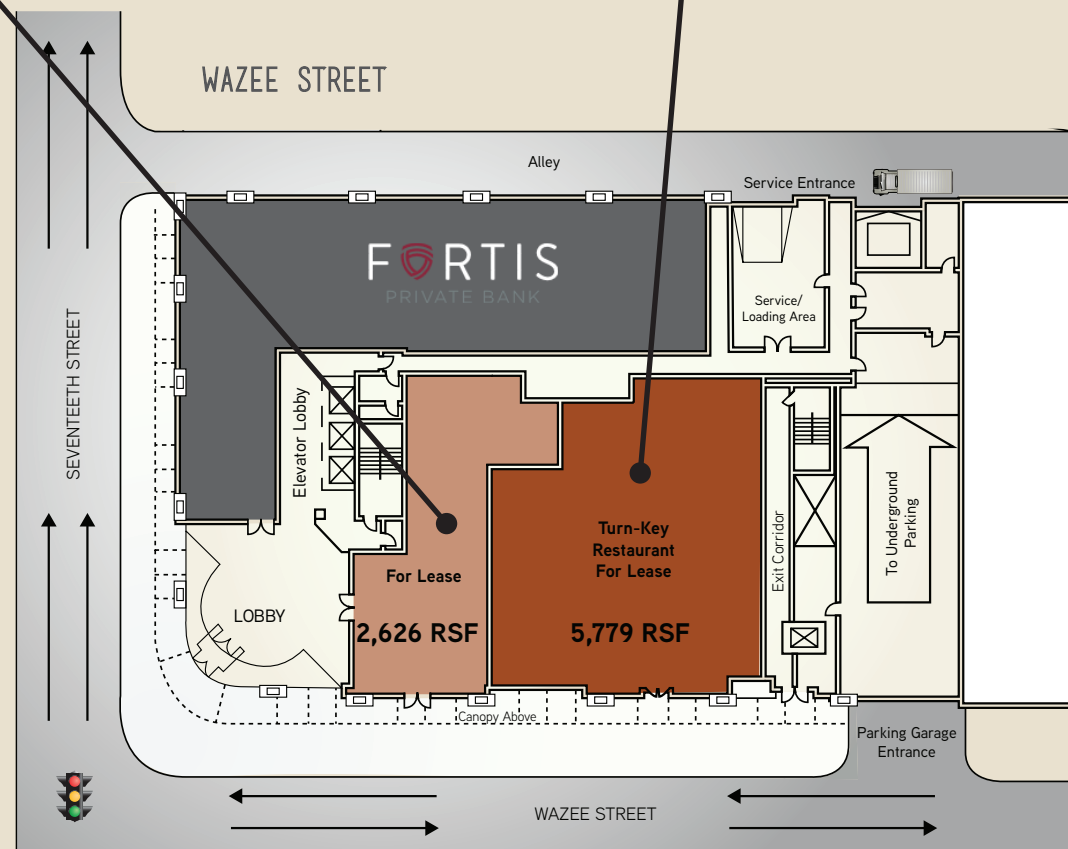 WAZEE STREET
Alley
Service Entrance
FORTIS
PRIVATE BANK
Service/
Loading Area
SEVENTEETH STREET
Elevator Lobby
For Lease
2,626 RSF
Turn-Key
Restaurant
For Lease
5,779 RSF
Exit Corridor
To Underground
Parking
LOBBY
Canopy Above
Parking Garage
Entrance
WAZEE STREET